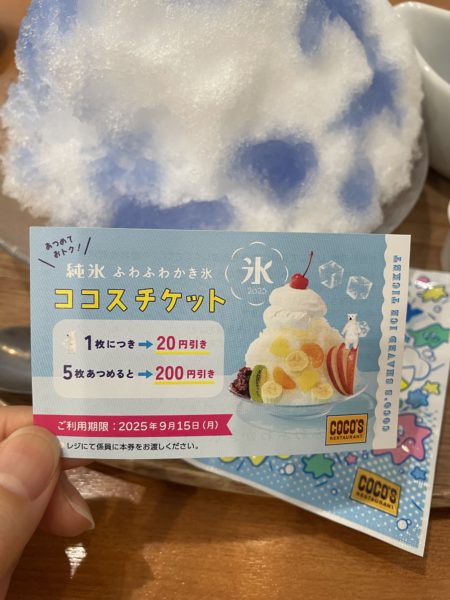 あつめて
おトク!
純氷 ふわふわかき氷
氷
2025
ココスチケット
1枚につき→20円引き
5枚あつめると→200円引き
ご利用期限:2025年9月15日(月)
レジにて係員に本券をお渡しください。
COCO'S
RESTAURANT
COCO'S SHAVED ICE TICKET
COCO'S
RESTAURANT